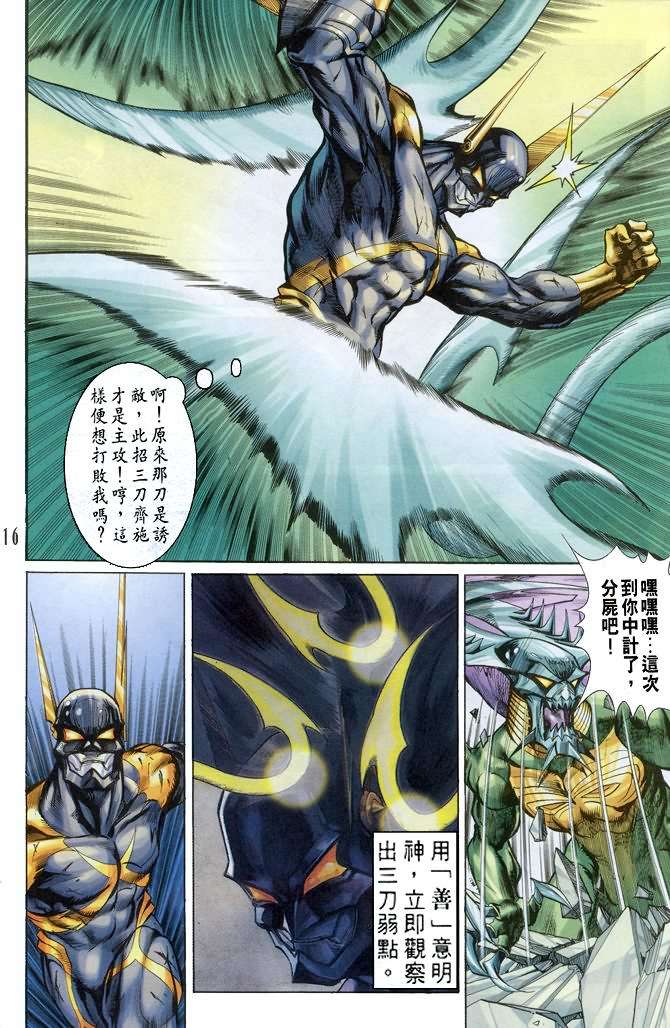 啊！原來那刀是誘
敵，此招三刀齊施
才是主攻！哼，這
樣便想打敗我嗎？
16
嘿嘿嘿…這次
到你中計了，
分屍吧！
用「善」意明
神，立即觀察
出三刀弱點。